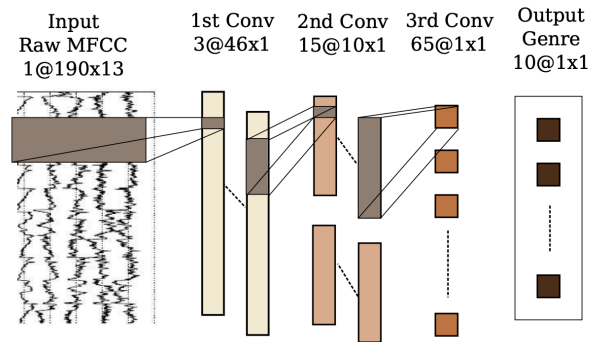 Input
Raw MFCC
1@190x13
1st Conv
3@46x1
2nd Conv
15@10x1
3rd Conv
65@1x1
Output
Genre
10@1x1